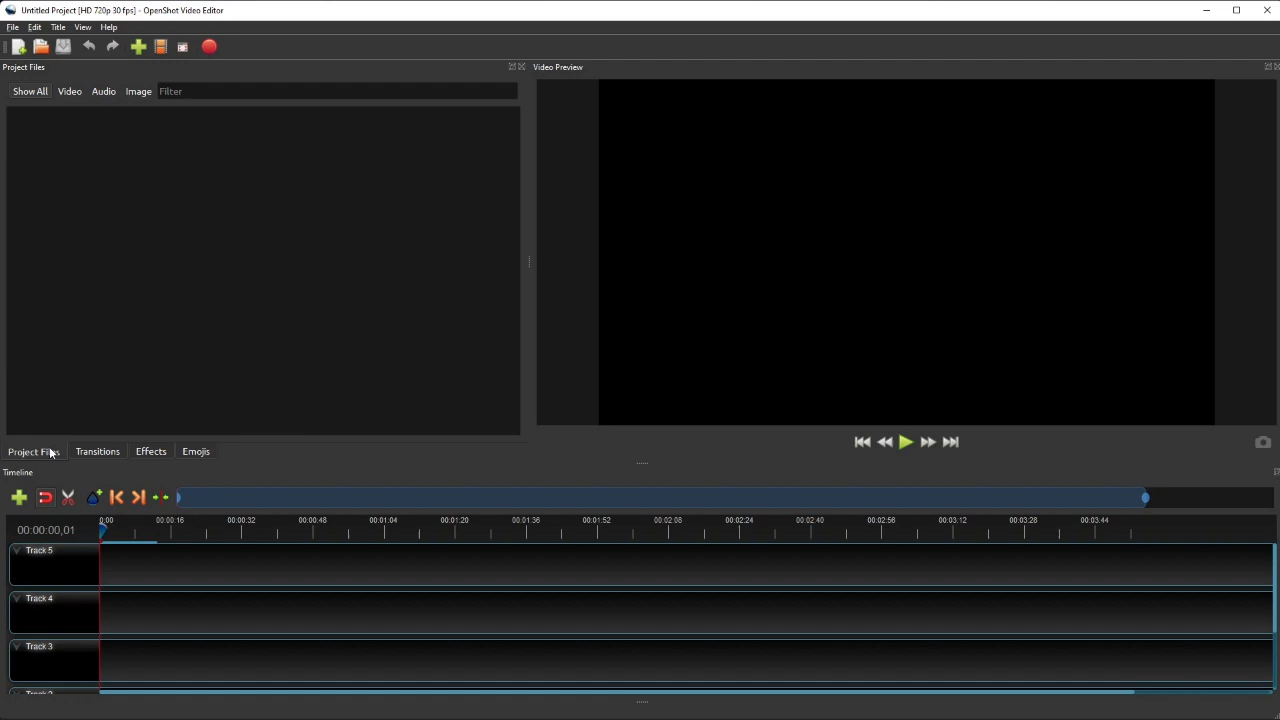 Untitled Project [HD 720p 30 fps] - OpenShot Video Editor
File Edit Title View Help
Project Files
Video Preview
Show All Video Audio Image Filter
Project Files Transitions Effects Emojis
Timeline
00:00:00,01
0:00 00:00:16 00:00:32 00:00:48 00:01:04 00:01:20 00:01:36 00:01:52 00:02:08 00:02:24 00:02:40 00:02:56 00:03:12 00:03:28 00:03:44
Track 5
Track 4
Track 3